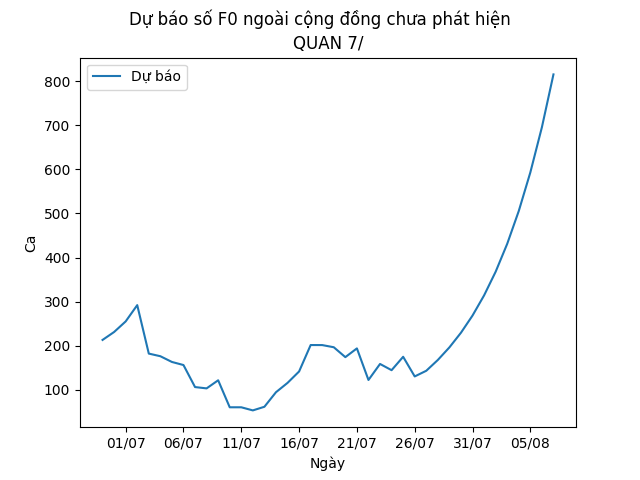 Dự báo số F0 ngoài cộng đồng chưa phát hiện
QUAN 7/
Dự báo
800
700
600
500
400
300
200
100
Ca
01/07 06/07 11/07 16/07 21/07 26/07 31/07 05/08
Ngày